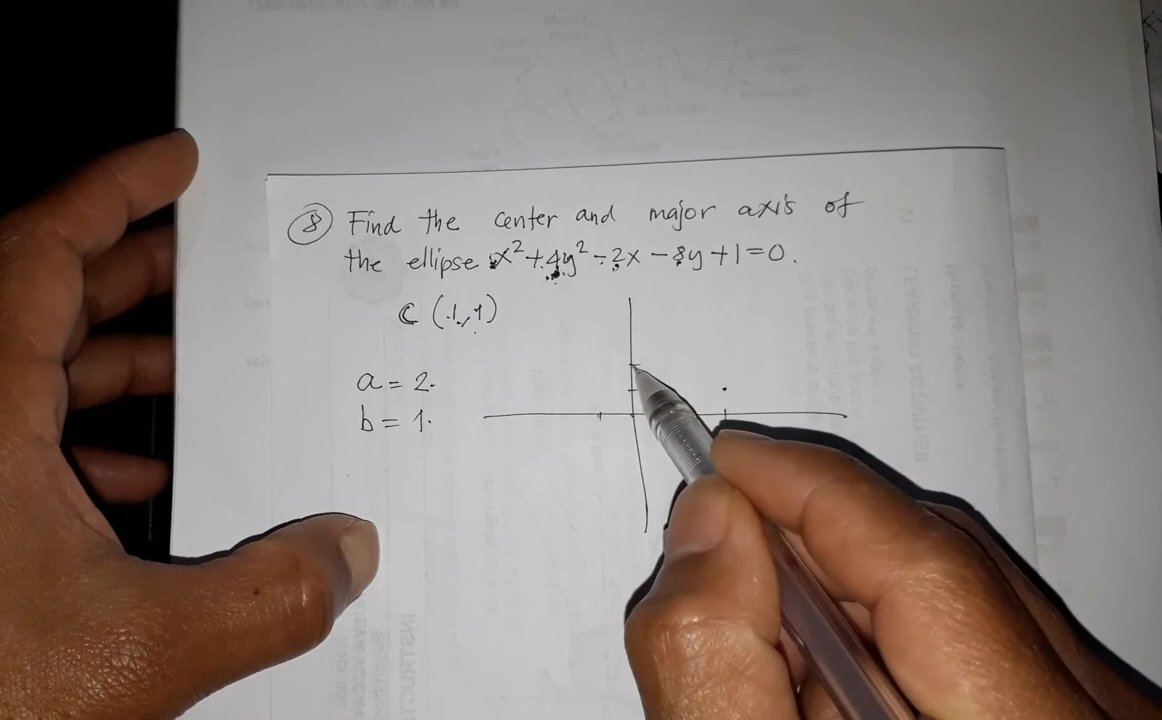 8 Find the center and major axis of
the ellipse x²+4y²-2x-8y+1=0.
C (1,1)
a = 2.
b = 1.